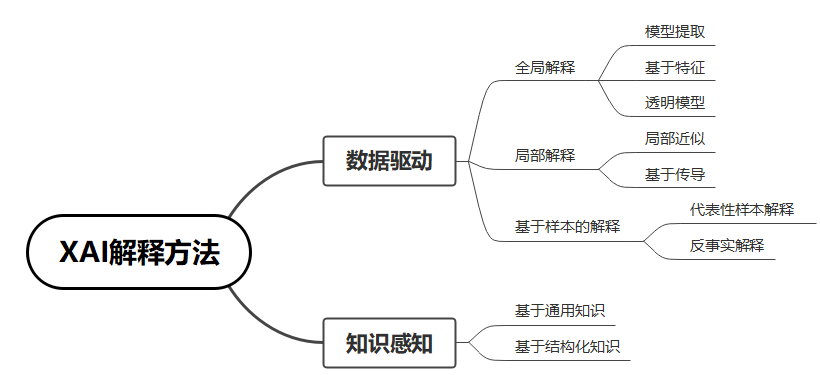 XAI解释方法
数据驱动
全局解释
模型提取
基于特征
透明模型
局部解释
局部近似
基于传导
基于样本的解释
代表性样本解释
反事实解释
知识感知
基于通用知识
基于结构化知识